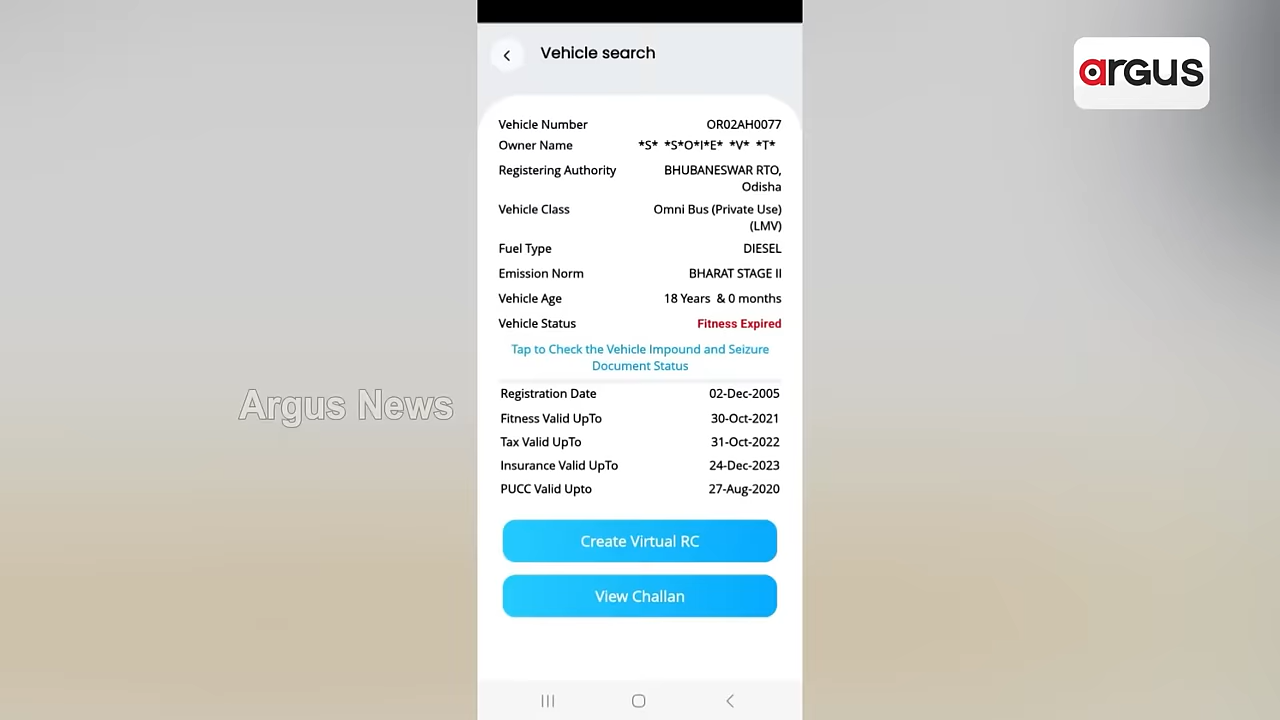 Vehicle search
argus
Vehicle Number OR02AH0077
Owner Name *S* *S*O*I*E* *V* *T*
Registering Authority BHUBANESWAR RTO,
Odisha
Vehicle Class Omni Bus (Private Use)
(LMV)
Fuel Type DIESEL
Emission Norm BHARAT STAGE II
Vehicle Age 18 Years & 0 months
Vehicle Status Fitness Expired
Tap to Check the Vehicle Impound and Seizure
Document Status
Registration Date 02-Dec-2005
Argus News
Fitness Valid UpTo 30-Oct-2021
Tax Valid UpTo 31-Oct-2022
Insurance Valid UpTo 24-Dec-2023
PUCC Valid Upto 27-Aug-2020
Create Virtual RC
View Challan